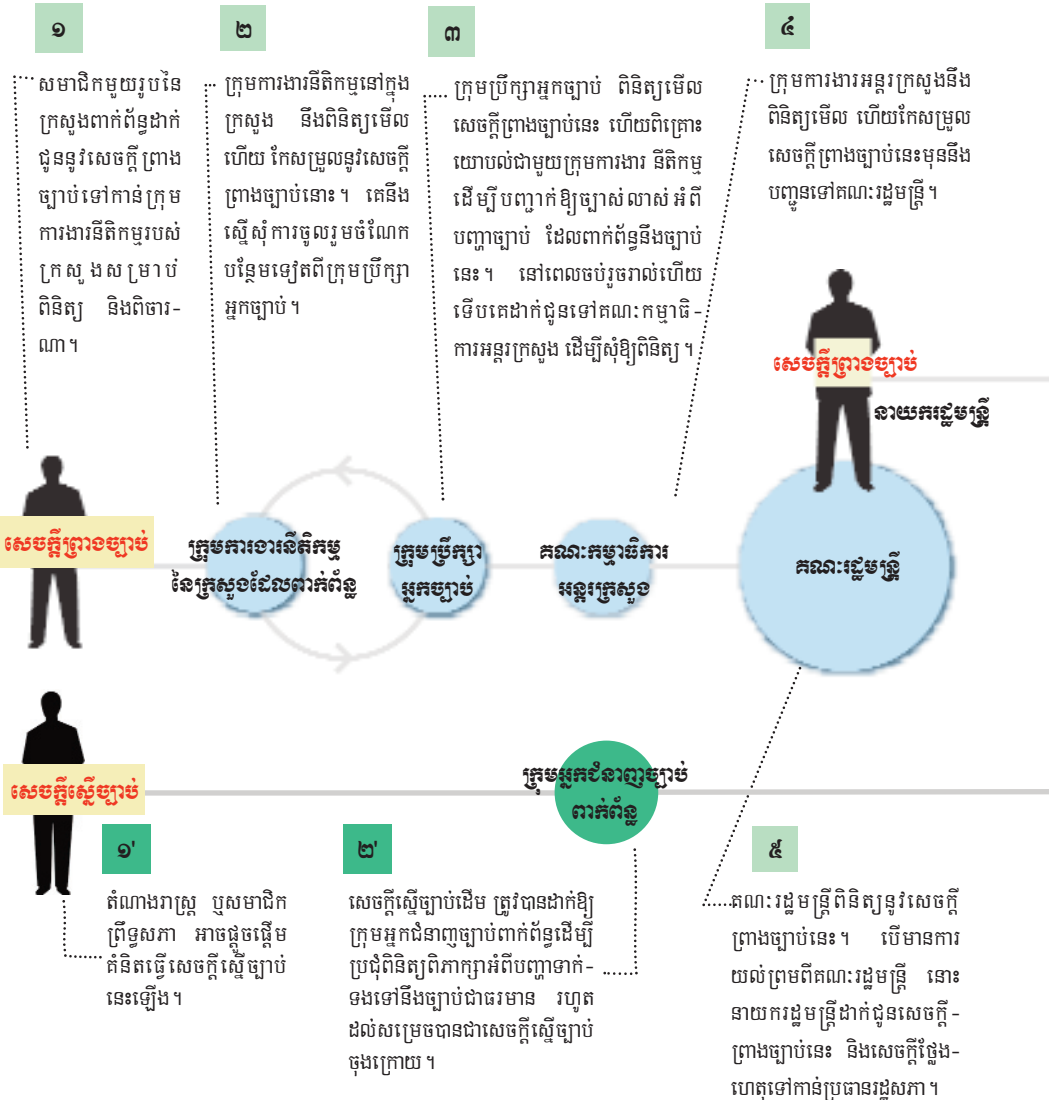 ១
សមាជិកមួយរូបនៃ
ក្រសួងពាក់ព័ន្ធដាក់
ជូននូវសេចក្តីព្រាង
ច្បាប់ទៅកាន់ក្រុម
ការងារនីតិកម្មរបស់
ក្រសួងសម្រាប់
ពិនិត្យ និងពិចារ-
ណា។
២
ក្រុមការងារនីតិកម្មនៅក្នុង
ក្រសួង នឹងពិនិត្យមើល
ហើយ កែសម្រួលនូវសេចក្តី
ព្រាងច្បាប់នោះ។ គេនឹង
ស្នើសុំការចូលរួមចំណែក
បន្ថែមទៀតពីក្រុមប្រឹក្សា
អ្នកច្បាប់។
៣
ក្រុមប្រឹក្សាអ្នកច្បាប់ ពិនិត្យមើល
សេចក្តីព្រាងច្បាប់នេះ ហើយពិគ្រោះ
យោបល់ជាមួយក្រុមការងារ នីតិកម្ម
ដើម្បីបញ្ជាក់ឱ្យច្បាស់លាស់អំពី
បញ្ហាច្បាប់ ដែលពាក់ព័ន្ធនឹងច្បាប់
នេះ។ នៅពេលចប់រួចរាល់ហើយ
ទើបគេដាក់ជូនទៅគណៈកម្មាធិ-
ការអន្តរក្រសួង ដើម្បីសុំឱ្យពិនិត្យ។
៤
ក្រុមការងារអន្តរក្រសួងនឹង
ពិនិត្យមើល ហើយកែសម្រួល
សេចក្តីព្រាងច្បាប់នេះមុននឹង
បញ្ជូនទៅគណៈរដ្ឋមន្ត្រី។
សេចក្តីព្រាងច្បាប់
នាយករដ្ឋមន្ត្រី
សេចក្តីព្រាងច្បាប់
ក្រុមការងារនីតិកម្ម
នៃក្រសួងដែលពាក់ព័ន្ធ
ក្រុមប្រឹក្សា
អ្នកច្បាប់
គណៈកម្មាធិការ
អន្តរក្រសួង
គណៈរដ្ឋមន្ត្រី
សេចក្តីស្នើច្បាប់
ក្រុមអ្នកជំនាញច្បាប់
ពាក់ព័ន្ធ
១'
តំណាងរាស្ត្រ ឬសមាជិក
ព្រឹទ្ធសភា អាចផ្តួចផ្តើម
គំនិតធ្វើសេចក្តីស្នើច្បាប់
នេះឡើង។
២'
សេចក្តីស្នើច្បាប់ដើម ត្រូវបានដាក់ឱ្យ
ក្រុមអ្នកជំនាញច្បាប់ពាក់ព័ន្ធដើម្បី
ប្រជុំពិនិត្យពិភាក្សាអំពីបញ្ហាទាក់-
ទងទៅនឹងច្បាប់ជាធរមាន រហូត
ដល់សម្រេចបានជាសេចក្តីស្នើច្បាប់
ចុងក្រោយ។
៥
គណៈរដ្ឋមន្ត្រីពិនិត្យនូវសេចក្តី
ព្រាងច្បាប់នេះ។ បើមានការ
យល់ព្រមពីគណៈរដ្ឋមន្ត្រី នោះ
នាយករដ្ឋមន្ត្រីដាក់ជូនសេចក្តី-
ព្រាងច្បាប់នេះ និងសេចក្តីថ្លែង-
ហេតុទៅកាន់ប្រធានរដ្ឋសភា។